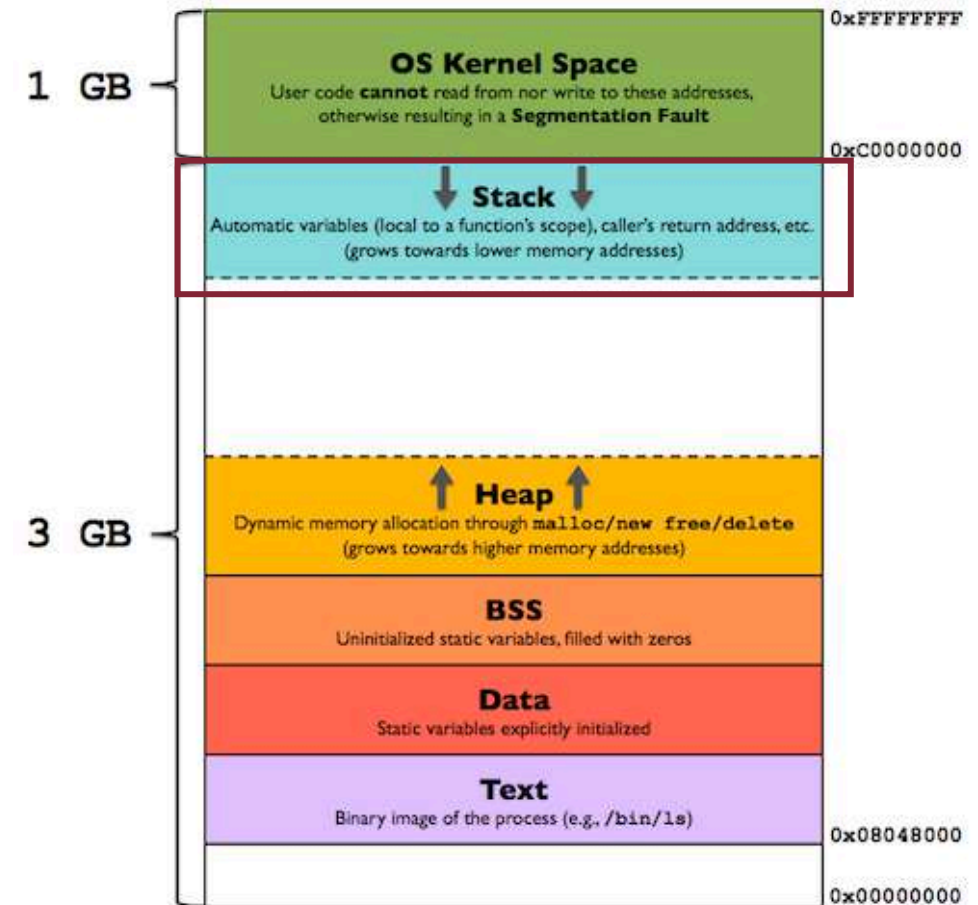 0xFFFFFFFF
1 GB
OS Kernel Space
User code cannot read from nor write to these addresses,
otherwise resulting in a Segmentation Fault
0xC0000000
Stack
Automatic variables (local to a function's scope), caller's return address, etc.
(grows towards lower memory addresses)
Heap
3 GB
Dynamic memory allocation through malloc/new free/delete
(grows towards higher memory addresses)
BSS
Uninitialized static variables, filled with zeros
Data
Static variables explicitly initialized
Text
Binary image of the process (e.g., /bin/ls)
0x08048000
0x00000000